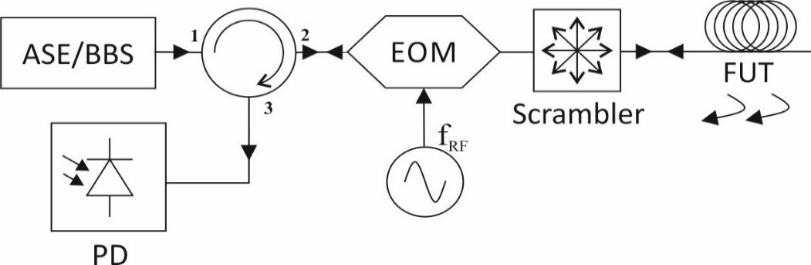 ASE/BBS
1
2
3
EOM
Scrambler
FUT
f_RF
PD